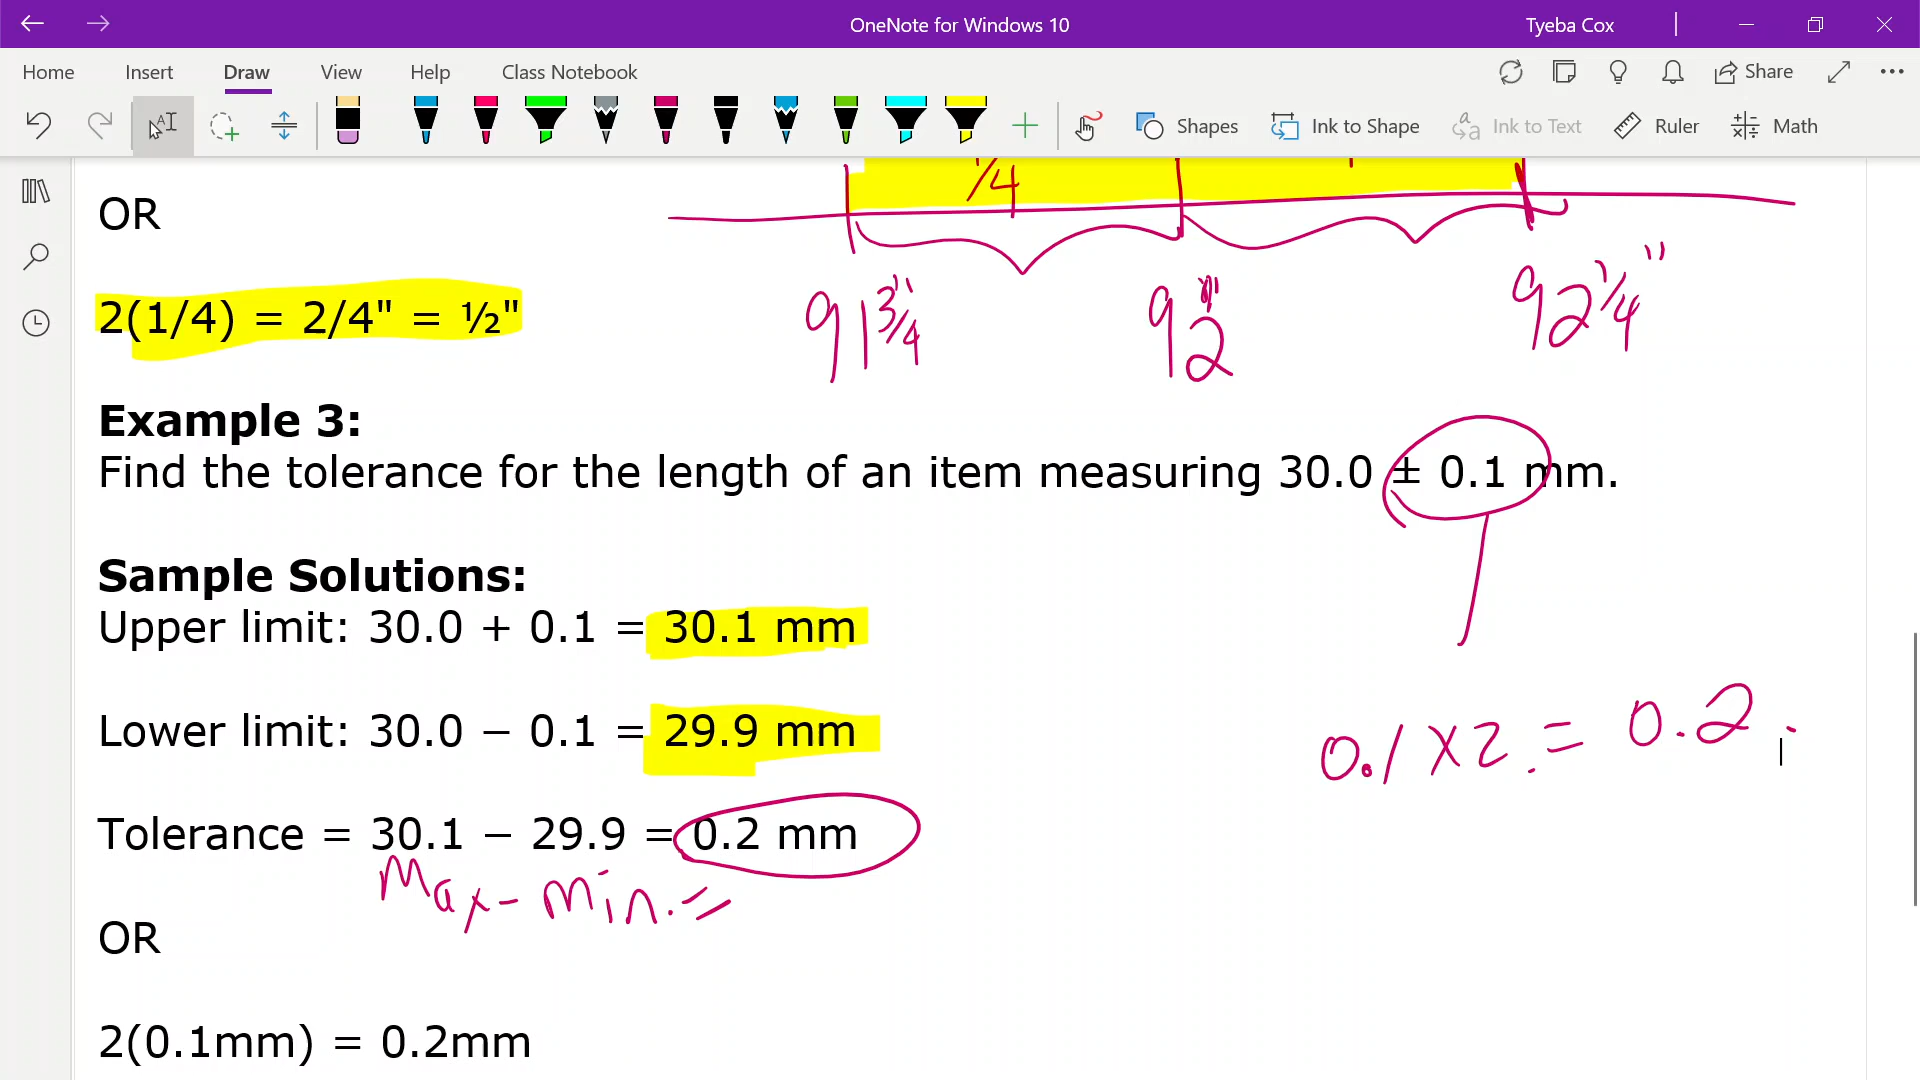 OneNote for Windows 10
Tyeba Cox
Home Insert Draw View Help Class Notebook
Share
Shapes Ink to Shape Ink to Text Ruler Math
1/4
OR
2(1/4) = 2/4" = ½"
91 3/4" 92" 92 1/4"
Example 3:
Find the tolerance for the length of an item measuring 30.0 ± 0.1 mm.
Sample Solutions:
Upper limit: 30.0 + 0.1 = 30.1 mm
Lower limit: 30.0 − 0.1 = 29.9 mm
0.1 x 2 = 0.2
Tolerance = 30.1 − 29.9 = 0.2 mm
Max - Min. =
OR
2(0.1mm) = 0.2mm